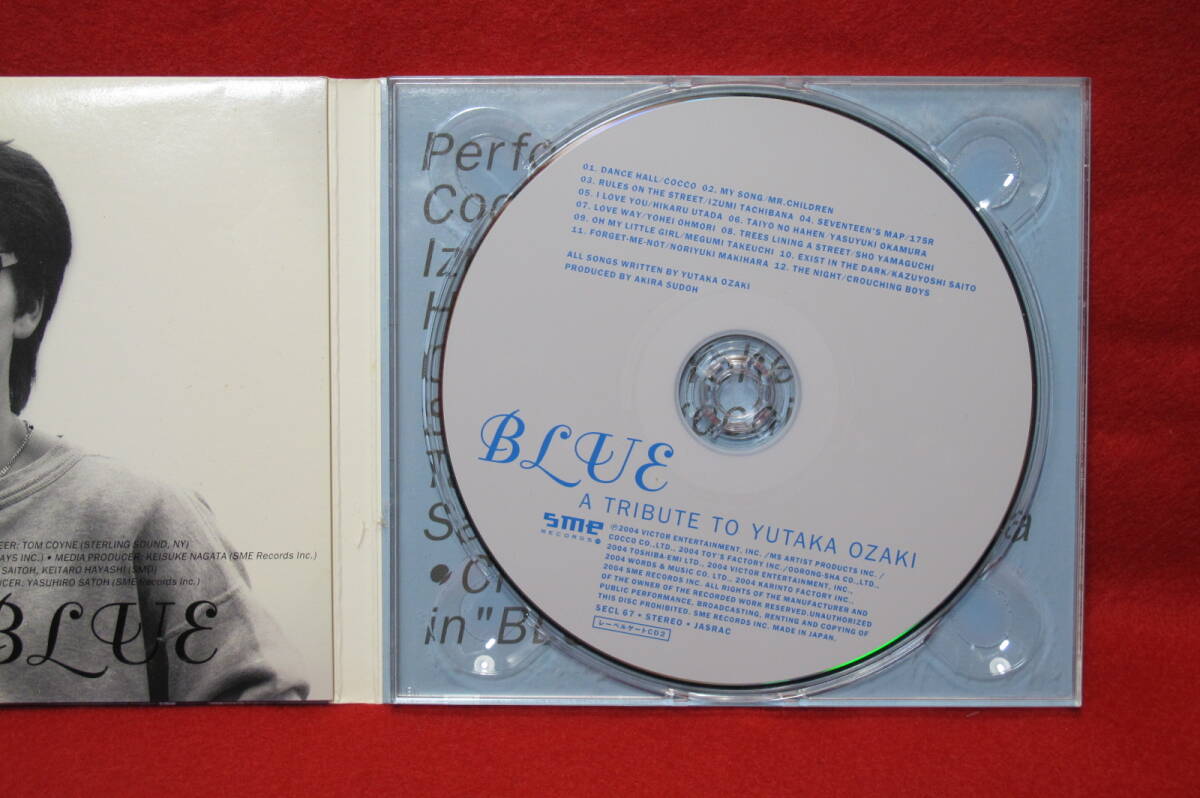 EER: TOM COYNE (STERLING SOUND, NY)
AYS INC.) • MEDIA PRODUCER: KEISUKE NAGATA (SME Records Inc.)
SAITOH, KEITARO HAYASHI (SMD)
CER: YASUHIRO SATOH (SME Records Inc.)
BLUE
Perfo
Coc
Iz
H
S
in "BL
01. DANCE HALL/COCCO 02. MY SONG/MR.CHILDREN
03. RULES ON THE STREET/IZUMI TACHIBANA 04. SEVENTEEN'S MAP/175R
05. I LOVE YOU/HIKARU UTADA 06. TAIYO NO HAHEN/YASUYUKI OKAMURA
07. LOVE WAY/YOHEI OHMORI 08. TREES LINING A STREET/SHO YAMAGUCHI
09. OH MY LITTLE GIRL/MEGUMI TAKEUCHI 10. EXIST IN THE DARK/KAZUYOSHI SAITO
11. FORGET-ME-NOT/NORIYUKI MAKIHARA 12. THE NIGHT/CROUCHING BOYS
ALL SONGS WRITTEN BY YUTAKA OZAKI
PRODUCED BY AKIRA SUDOH
BLUE
A TRIBUTE TO YUTAKA OZAKI
sme
RECORDS
℗2004 VICTOR ENTERTAINMENT, INC. /MS ARTIST PRODUCTS INC. /
COCCO CO.,LTD., 2004 TOY'S FACTORY INC./OORONG-SHA CO.,LTD.,
2004 TOSHIBA-EMI LTD., 2004 VICTOR ENTERTAINMENT, INC.,
2004 WORDS & MUSIC CO. LTD., 2004 KARINTO FACTORY INC.,
2004 SME RECORDS INC. ALL RIGHTS OF THE MANUFACTURER AND
OF THE OWNER OF THE RECORDED WORK RESERVED.UNAUTHORIZED
PUBLIC PERFORMANCE, BROADCASTING, RENTING AND COPYING OF
THIS DISC PROHIBITED. SME RECORDS INC. MADE IN JAPAN.
SECL 67 • STEREO • JASRAC
レーベルゲートCD2